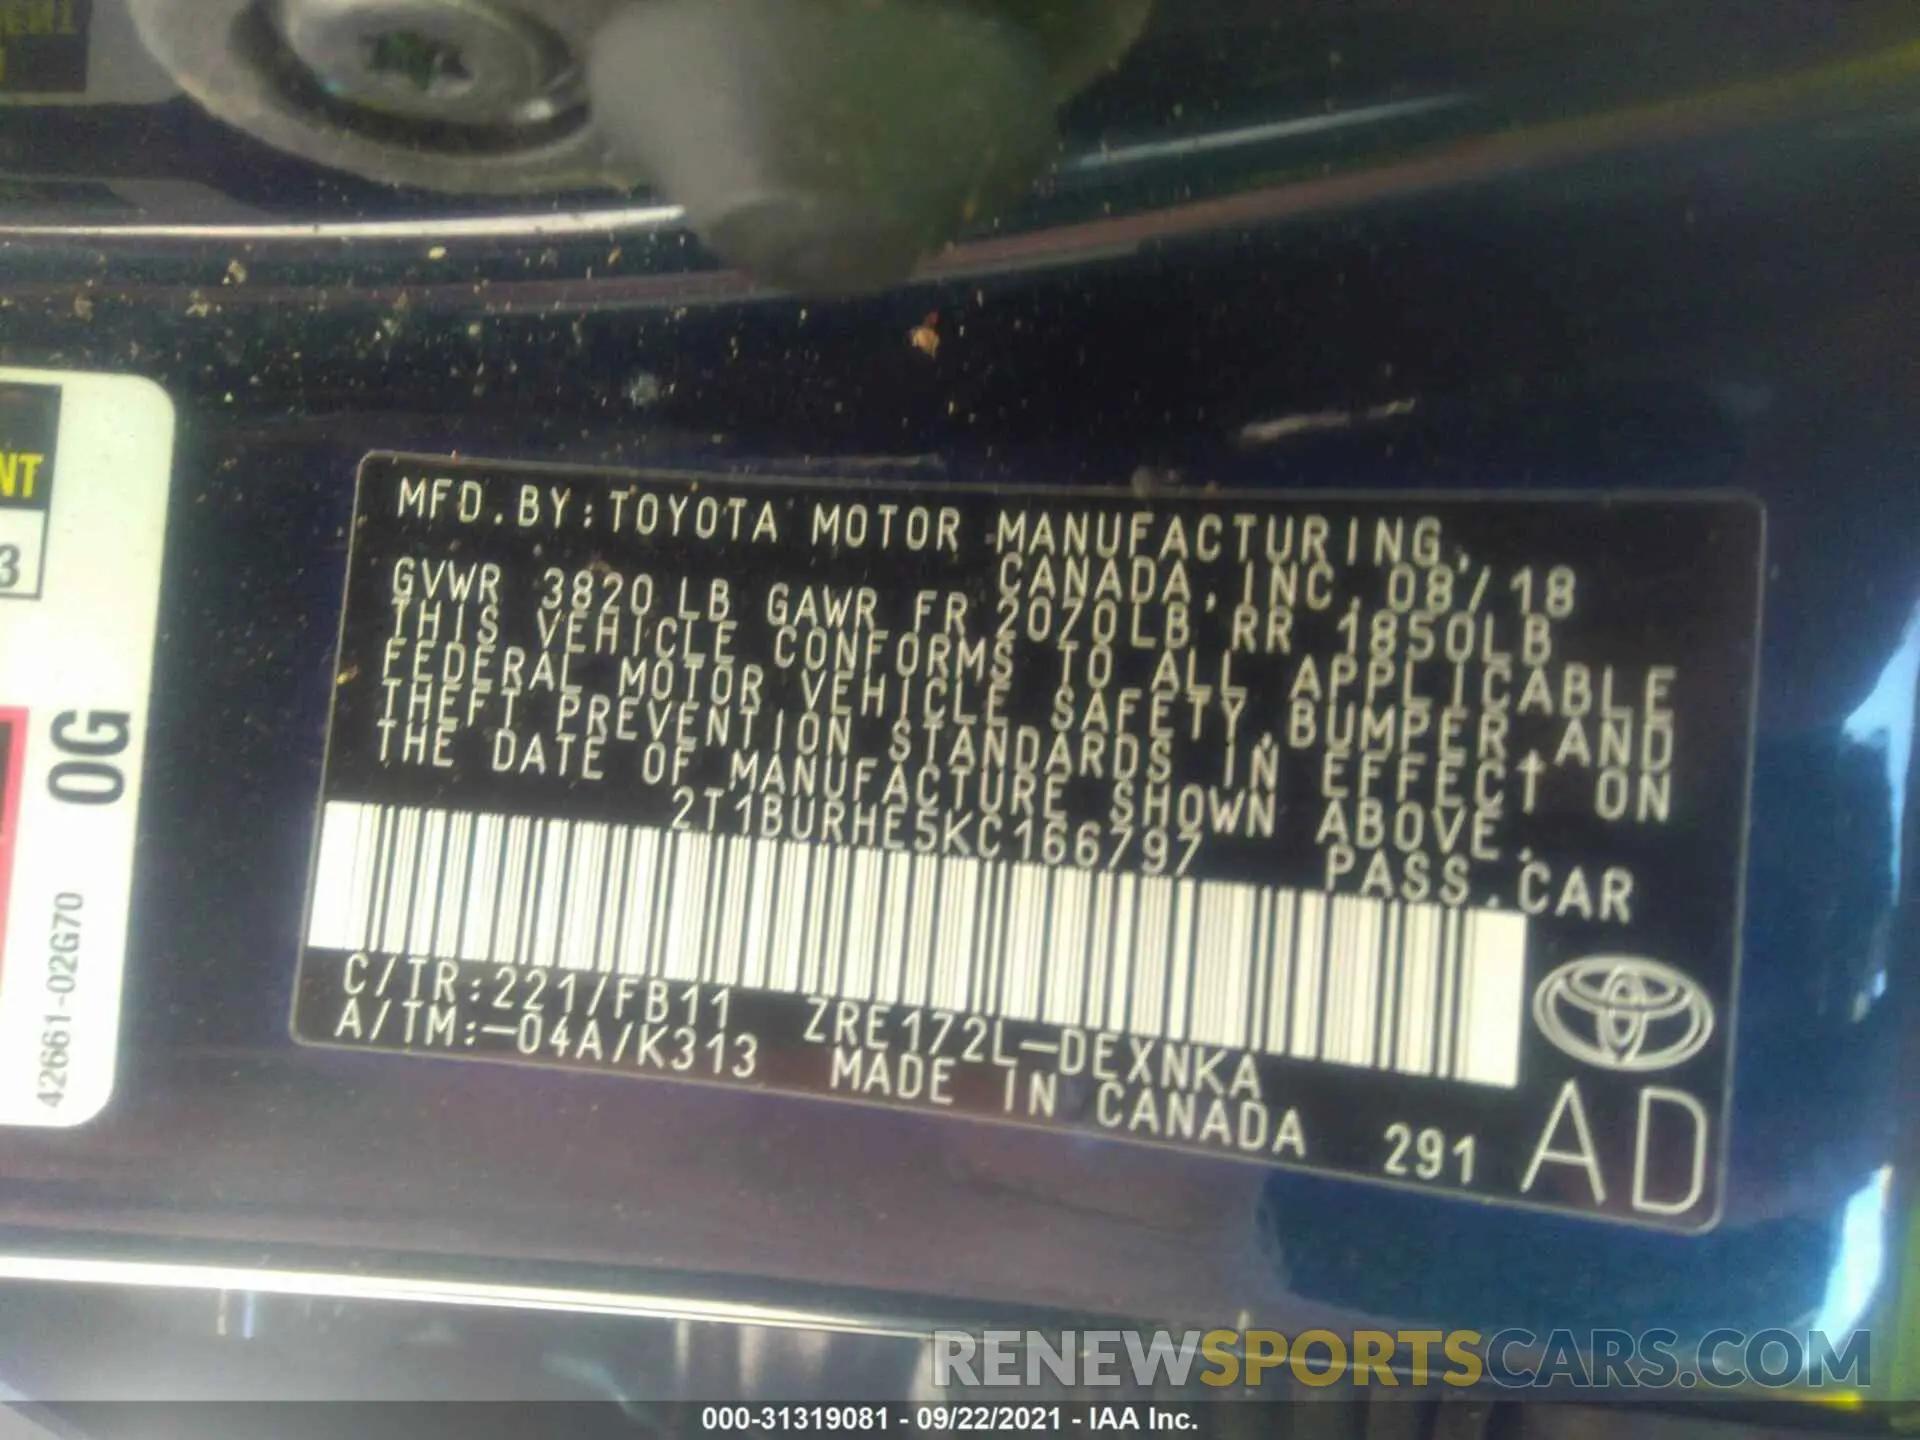 NT
3
0G
42661-02G70
MFD.BY:TOYOTA MOTOR MANUFACTURING,
CANADA,INC.08/18
GVWR 3820LB GAWR FR 2070LB RR 1850LB
THIS VEHICLE CONFORMS TO ALL APPLICABLE
FEDERAL MOTOR VEHICLE SAFETY,BUMPER,AND
THEFT PREVENTION STANDARDS IN EFFECT ON
THE DATE OF MANUFACTURE SHOWN ABOVE.
2T1BURHE5KC166797 PASS.CAR
C/TR:221/FB11 ZRE172L-DEXNKA
A/TM:-04A/K313 MADE IN CANADA 291
AD
RENEWSPORTSCARS.COM
000-31319081 - 09/22/2021 - IAA Inc.